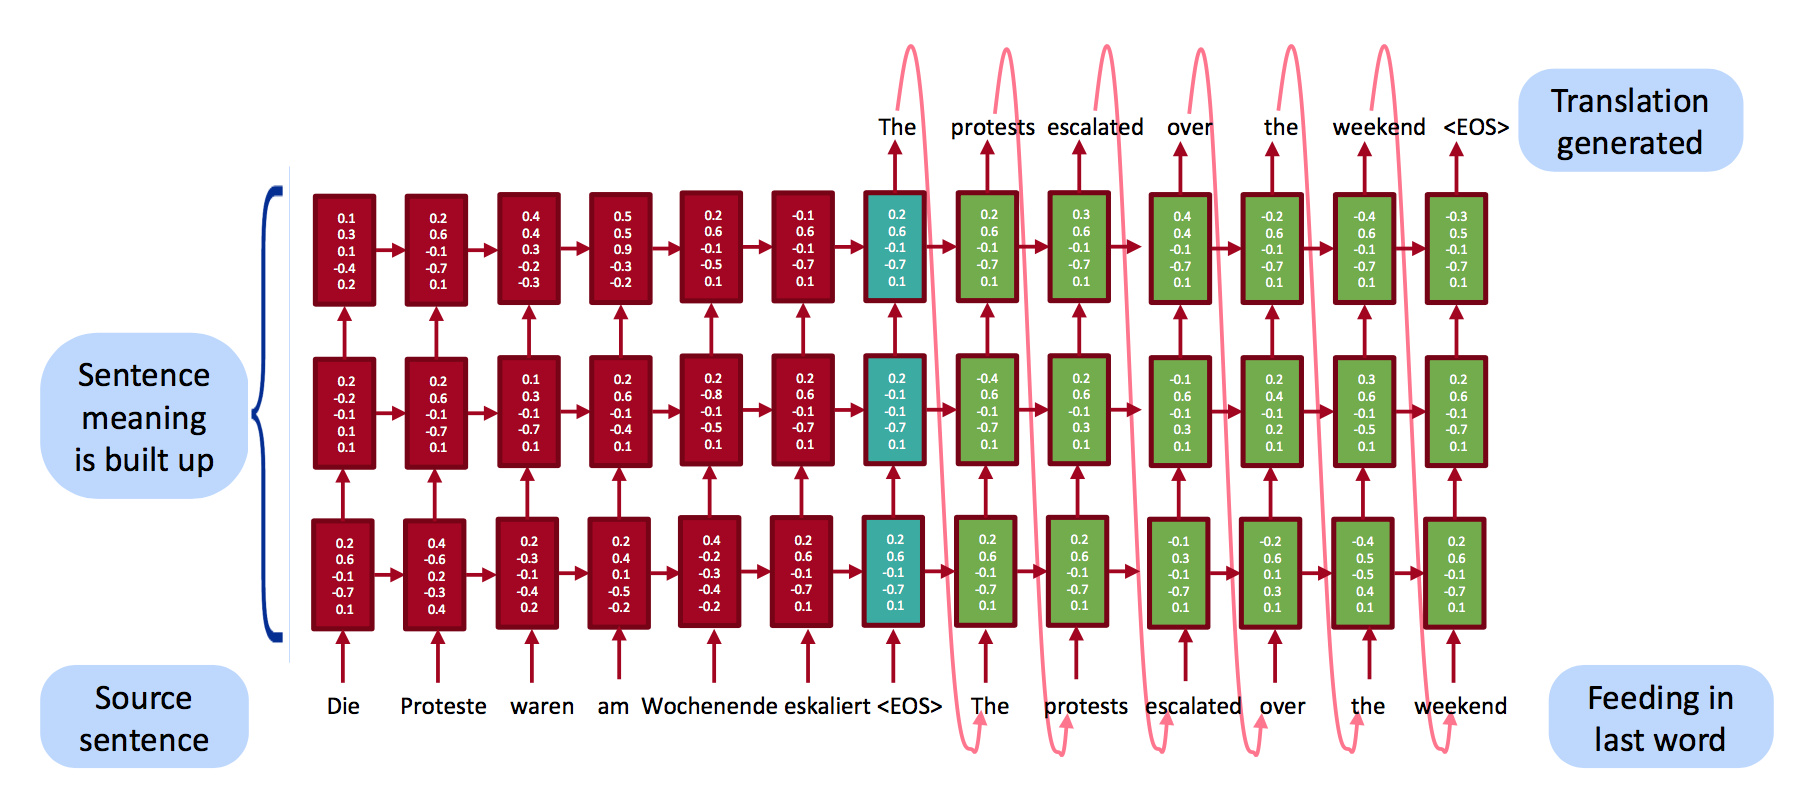 The protests escalated over the weekend <EOS>
Translation
generated
0.1 0.3 0.1 -0.4 0.2
0.2 0.6 -0.1 -0.7 0.1
0.4 0.4 0.3 -0.2 -0.3
0.5 0.5 0.9 -0.3 -0.2
0.2 0.6 -0.1 -0.5 0.1
-0.1 0.6 -0.1 -0.7 0.1
0.2 0.6 -0.1 -0.7 0.1
0.2 0.6 -0.1 -0.7 0.1
0.3 0.6 -0.1 -0.7 0.1
0.4 0.4 -0.1 -0.7 0.1
-0.2 0.6 -0.1 -0.7 0.1
-0.4 0.6 -0.1 -0.7 0.1
-0.3 0.5 -0.1 -0.7 0.1
Sentence
meaning
is built up
0.2 -0.2 -0.1 0.1 0.1
0.2 0.6 -0.1 -0.7 0.1
0.1 0.3 -0.1 -0.7 0.1
0.2 0.6 -0.1 -0.4 0.1
0.2 -0.8 -0.1 -0.5 0.1
0.2 0.6 -0.1 -0.7 0.1
0.2 -0.1 -0.1 -0.7 0.1
-0.4 0.6 -0.1 -0.7 0.1
0.2 0.6 -0.1 0.3 0.1
-0.1 0.6 -0.1 0.3 0.1
0.2 0.4 -0.1 0.2 0.1
0.3 0.6 -0.1 -0.5 0.1
0.2 0.6 -0.1 -0.7 0.1
0.2 0.6 -0.1 -0.7 0.1
0.4 -0.6 0.2 -0.3 0.4
0.2 -0.3 -0.1 -0.4 0.2
0.2 0.4 0.1 -0.5 -0.2
0.4 -0.2 -0.3 -0.4 -0.2
0.2 0.6 -0.1 -0.7 0.1
0.2 0.6 -0.1 -0.7 0.1
0.2 0.6 -0.1 -0.7 0.1
0.2 0.6 -0.1 -0.7 0.1
-0.1 0.3 -0.1 -0.7 0.1
-0.2 0.6 0.1 0.3 0.1
-0.4 0.5 -0.5 0.4 0.1
0.2 0.6 -0.1 -0.7 0.1
Source
sentence
Die Proteste waren am Wochenende eskaliert <EOS> The protests escalated over the weekend
Feeding in
last word